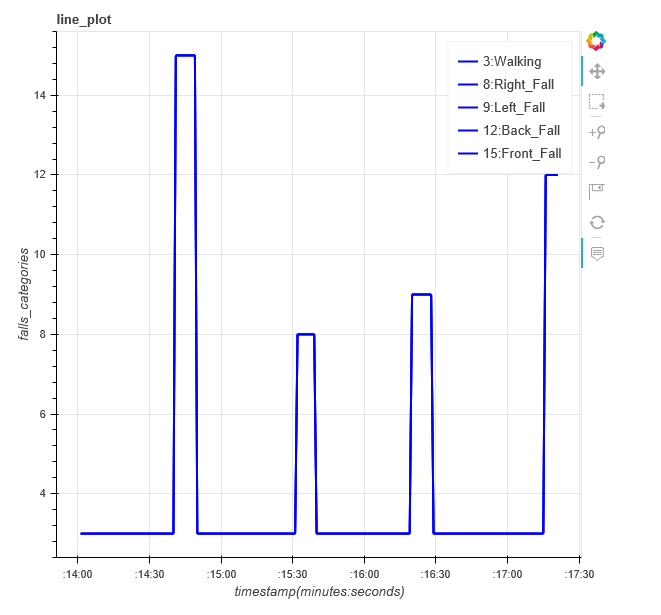 line_plot
3:Walking
8:Right_Fall
9:Left_Fall
12:Back_Fall
15:Front_Fall
14
12
10
8
6
4
falls_categories
:14:00 :14:30 :15:00 :15:30 :16:00 :16:30 :17:00 :17:30
timestamp(minutes:seconds)